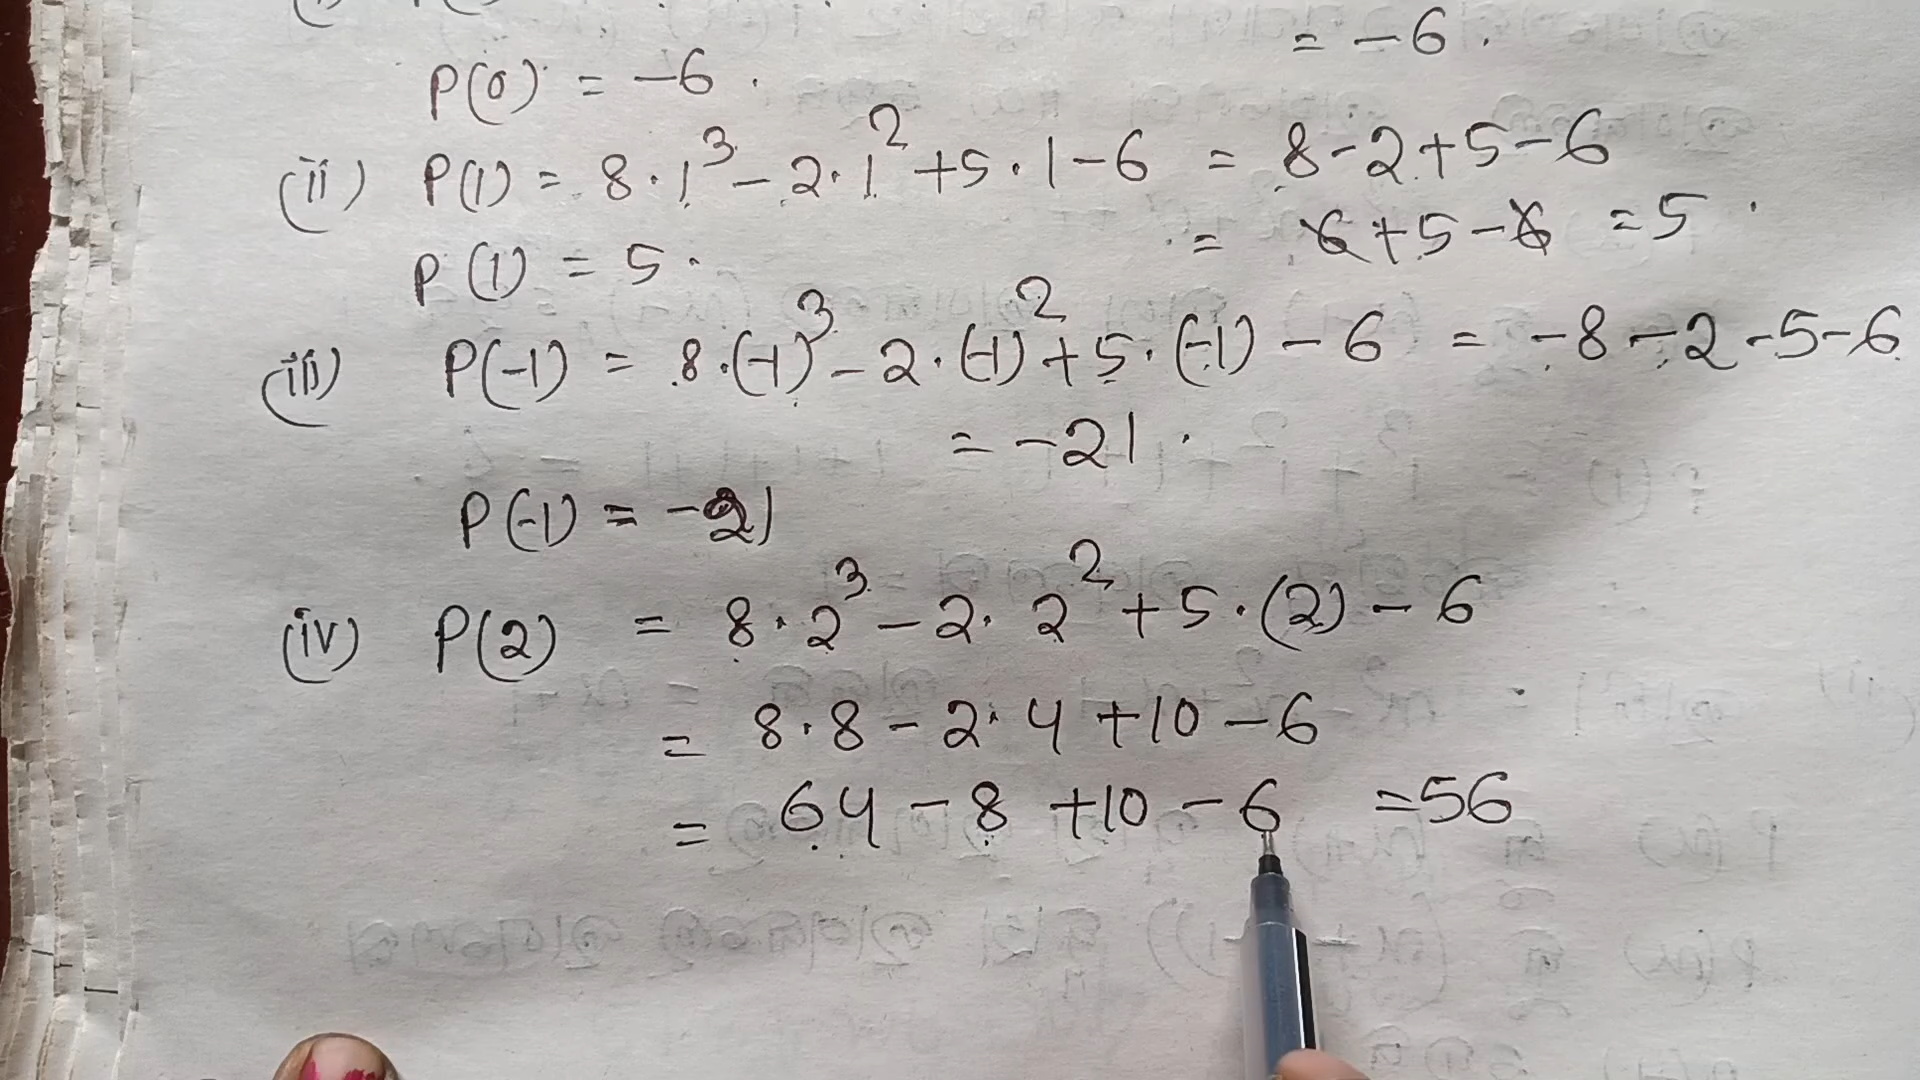 = -6.
P(0) = -6.
(ii) P(1) = 8·1³ - 2·1² + 5·1 - 6 = 8-2+5-6
= 6+5-6 = 5.
P(1) = 5.
(iii) P(-1) = 8·(-1)³ - 2·(-1)² + 5·(-1) - 6 = -8-2-5-6
= -21.
P(-1) = -21
(iv) P(2) = 8·2³ - 2·2² + 5·(2) - 6
= 8·8 - 2·4 + 10 - 6
= 64 - 8 + 10 - 6 = 56